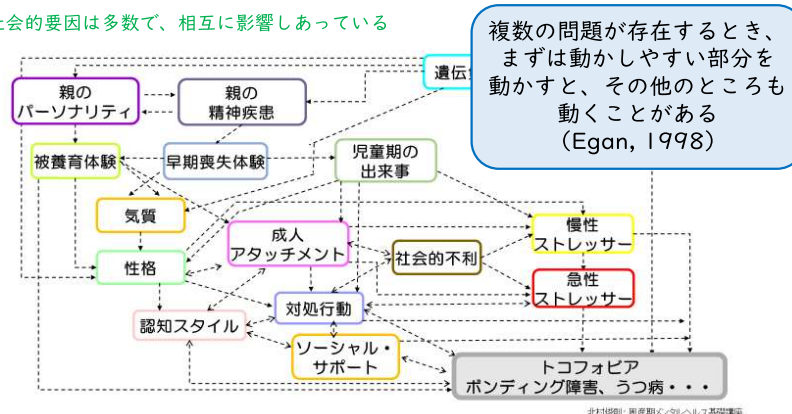 会的要因は多数で、相互に影響しあっている
複数の問題が存在するとき、
まずは動かしやすい部分を
動かすと、その他のところも
動くことがある
(Egan, 1998)
遺伝
親の
パーソナリティ
親の
精神疾患
被養育体験
早期喪失体験
児童期の
出来事
気質
成人
アタッチメント
慢性
ストレッサー
性格
社会的不利
急性
ストレッサー
対処行動
認知スタイル
ソーシャル・
サポート
トコフォビア
ボンディング障害、うつ病・・・